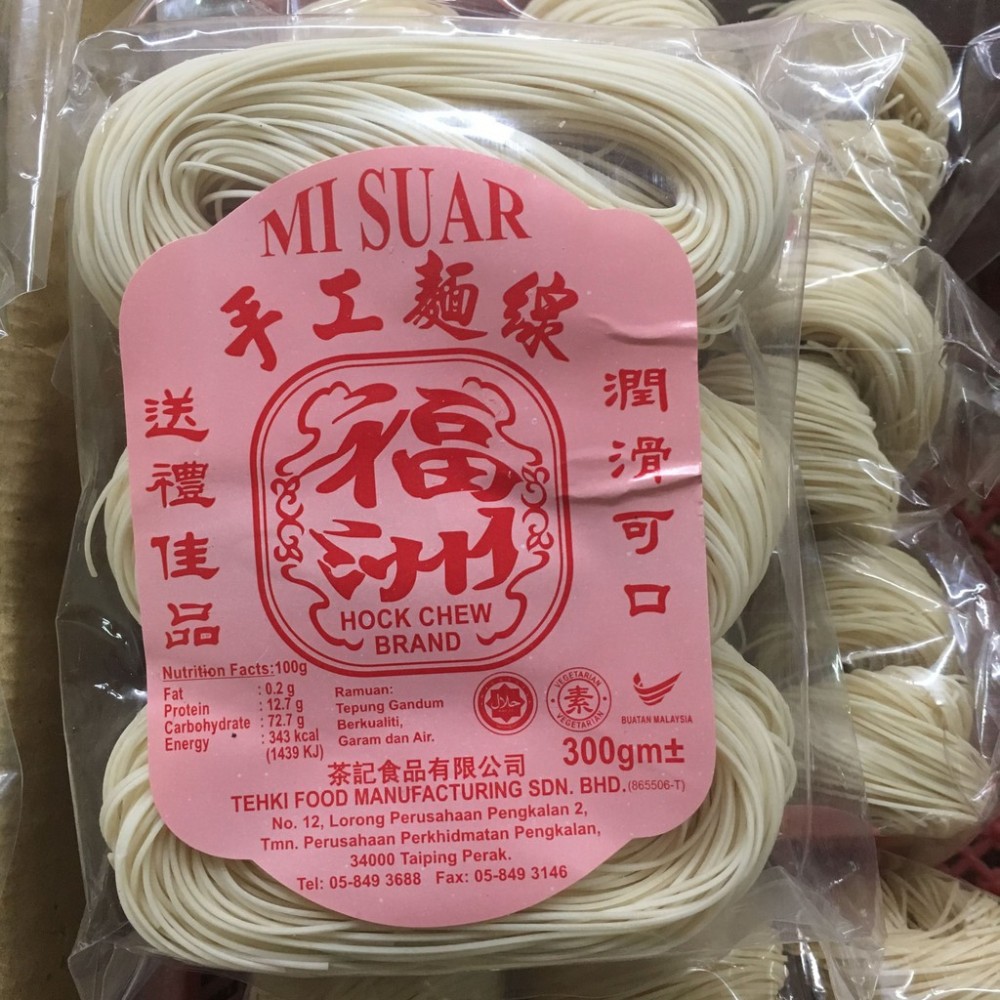 MI SUAR
手工麵線
送禮佳品
潤滑可口
福洲
HOCK CHEW
BRAND
Nutrition Facts:100g
Fat : 0.2 g
Protein : 12.7 g
Carbohydrate : 72.7 g
Energy : 343 kcal
(1439 KJ)
Ramuan:
Tepung Gandum
Berkualiti,
Garam dan Air.
حلال
VEGETARIAN
素
VEGETARIAN
BUATAN MALAYSIA
300gm±
茶記食品有限公司
TEHKI FOOD MANUFACTURING SDN. BHD.(865506-T)
No. 12, Lorong Perusahaan Pengkalan 2,
Tmn. Perusahaan Perkhidmatan Pengkalan,
34000 Taiping Perak.
Tel: 05-849 3688 Fax: 05-849 3146